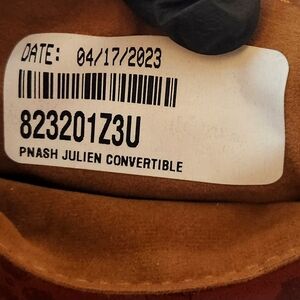 DATE: 04/17/2023
823201Z3U
PNASH JULIEN CONVERTIBLE